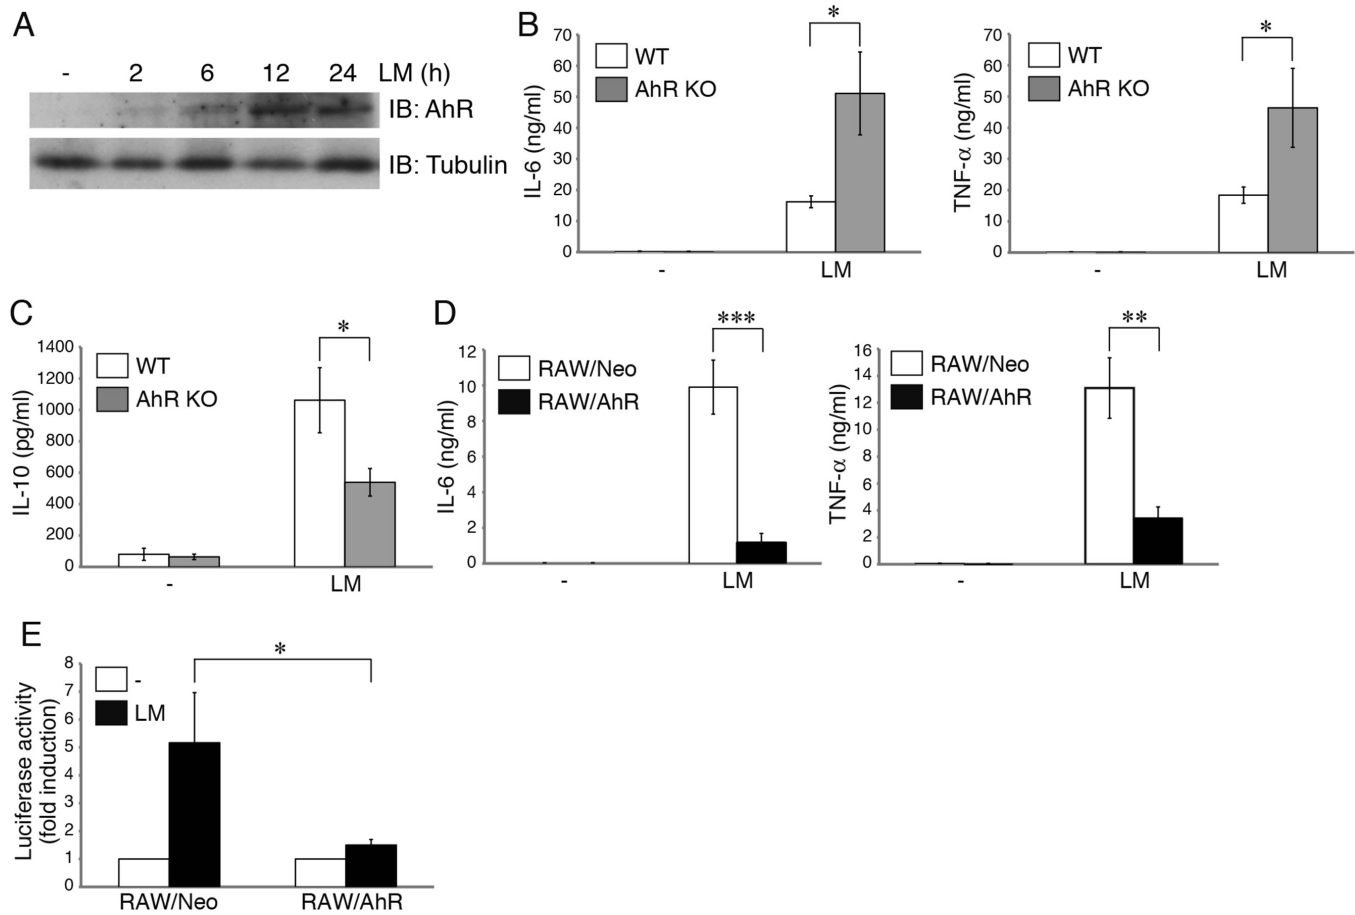 A
- 2 6 12 24 LM (h)
IB: AhR
IB: Tubulin
B
*
70
60
50
40
30
20
10
0
IL-6 (ng/ml)
WT
AhR KO
- LM
*
70
60
50
40
30
20
10
0
TNF-α (ng/ml)
WT
AhR KO
- LM
C
*
1400
1200
1000
800
600
400
200
0
IL-10 (pg/ml)
WT
AhR KO
- LM
D
***
12
10
8
6
4
2
0
IL-6 (ng/ml)
RAW/Neo
RAW/AhR
- LM
**
16
14
12
10
8
6
4
2
0
TNF-α (ng/ml)
RAW/Neo
RAW/AhR
- LM
E
*
8
7
6
5
4
3
2
1
0
Luciferase activity
(fold induction)
-
LM
RAW/Neo RAW/AhR